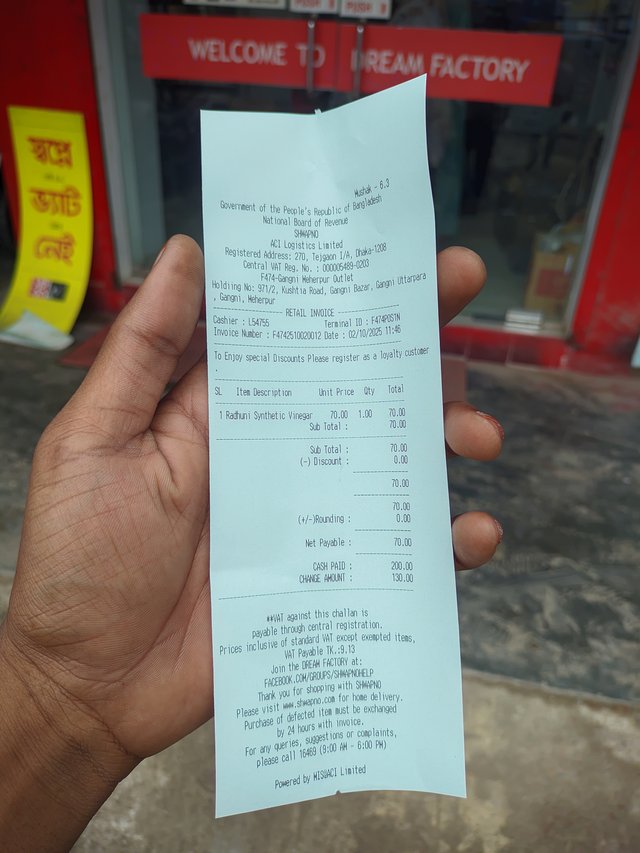 PUSH
PUSH
WELCOME TO DREAM FACTORY
স্বপ্নে
ভ্যাট
নেই
Mushak - 6.3
Government of the People's Republic of Bangladesh
National Board of Revenue
SHWAPNO
ACI Logistics Limited
Registered Address: 270, Tejgaon I/A, Dhaka-1208
Central VAT Reg. No. : 000005489-0203
F474-Gangni Meherpur Outlet
Holdiing No: 971/2, Kushtia Road, Gangni Bazar, Gangni Uttarpara
, Gangni, Meherpur
RETAIL INVOICE
Cashier : L54755 Terminal ID : F474POSTN
Invoice Number : F4742510020012 Date : 02/10/2025 11:46
To Enjoy special Discounts Please register as a loyalty customer
.
SL Item Description Unit Price Qty Total
1 Radhuni Synthetic Vinegar 70.00 1.00 70.00
Sub Total : 70.00
Sub Total : 70.00
(-) Discount : 0.00
70.00
70.00
(+/-)Rounding : 0.00
Net Payable : 70.00
CASH PAID : 200.00
CHANGE AMOUNT : 130.00
**VAT against this challan is
payable through central registration.
Prices inclusive of standard VAT except exempted items,
VAT Payable TK.:9.13
Join the DREAM FACTORY at:
FACEBOOK.COM/GROUPS/SHWAPNOHELP
Thank you for shopping with SHWAPNO
Please visit www.shwapno.com for home delivery.
Purchase of defected item must be exchanged
by 24 hours with invoice.
For any queries, suggestions or complaints,
please call 16469 (9:00 AM - 6:00 PM)
Powered by MISUACI Limited